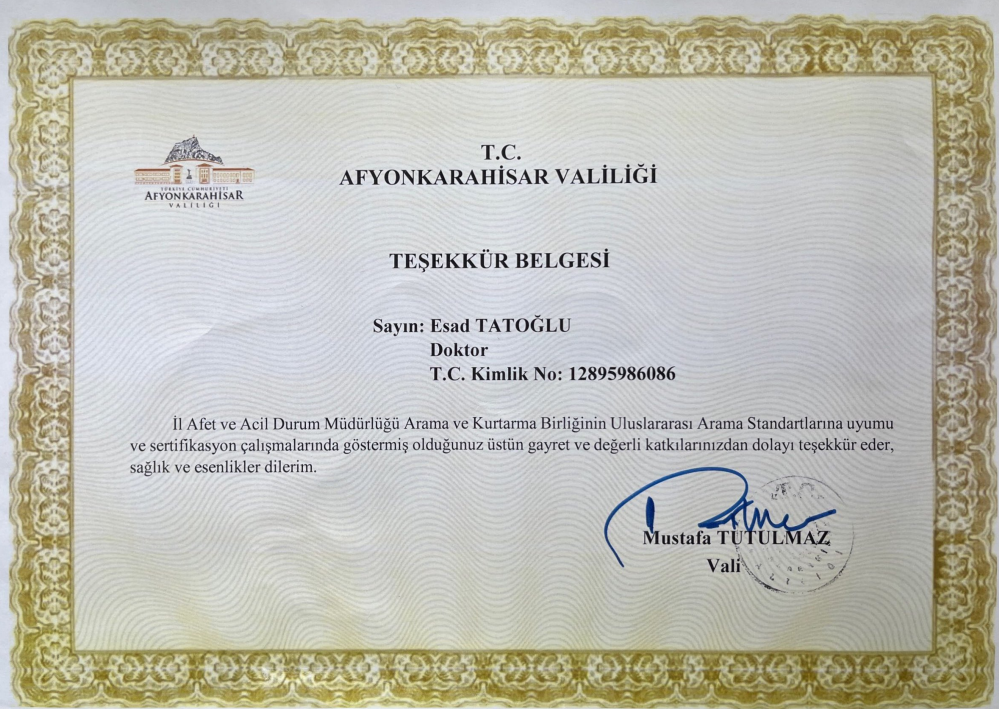 TÜRKİYE CUMHURİYETİ
AFYONKARAHİSAR
VALİLİĞİ
T.C.
AFYONKARAHİSAR VALİLİĞİ
TEŞEKKÜR BELGESİ
Sayın: Esad TATOĞLU
Doktor
T.C. Kimlik No: 12895986086
İl Afet ve Acil Durum Müdürlüğü Arama ve Kurtarma Birliğinin Uluslararası Arama Standartlarına uyumu
ve sertifikasyon çalışmalarında göstermiş olduğunuz üstün gayret ve değerli katkılarınızdan dolayı teşekkür eder,
sağlık ve esenlikler dilerim.
Mustafa TUTULMAZ
Vali